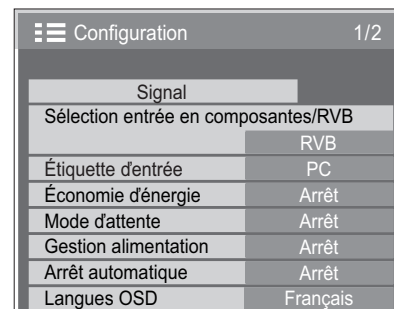 Configuration 1/2
Signal
Sélection entrée en composantes/RVB
RVB
Étiquette d'entrée PC
Économie d'énergie Arrêt
Mode d'attente Arrêt
Gestion alimentation Arrêt
Arrêt automatique Arrêt
Langues OSD Français